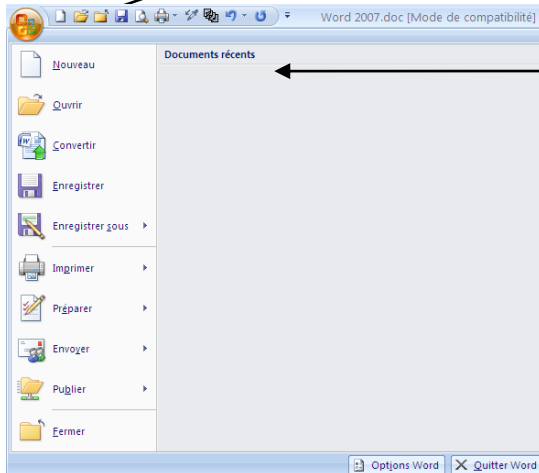 Word 2007.doc [Mode de compatibilité]
Documents récents
Nouveau
Ouvrir
Convertir
Enregistrer
Enregistrer sous
Imprimer
Préparer
Envoyer
Publier
Fermer
Options Word
Quitter Word